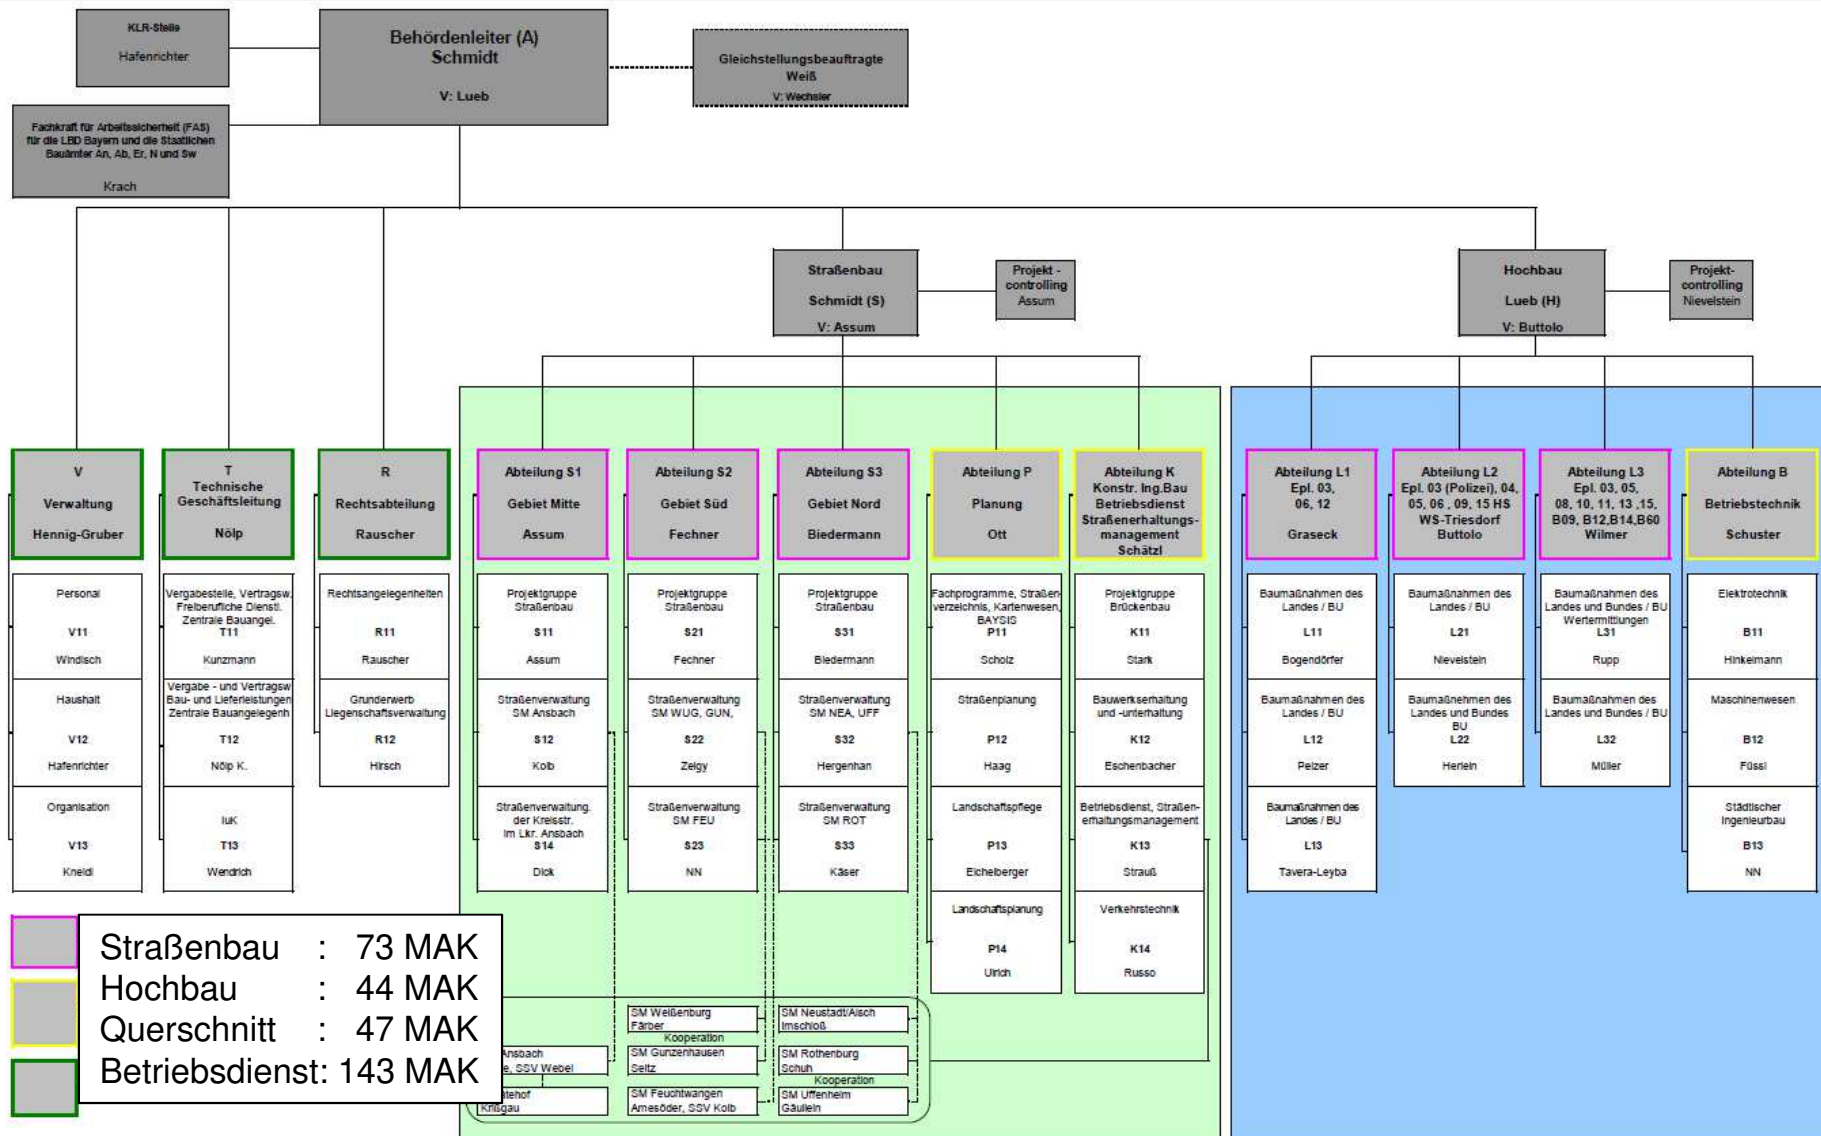 KLR-Stelle
Hafenrichter
Behördenleiter (A)
Schmidt
V: Lueb
Gleichstellungsbeauftragte
Weiß
V: Wechsler
Fachkraft für Arbeitssicherheit (FAS)
für die LBD Bayern und die Staatlichen
Bauämter An, Ab, Er, N und Sw
Krach
Straßenbau
Schmidt (S)
V: Assum
Projekt -
controlling
Assum
Hochbau
Lueb (H)
V: Buttolo
Projekt-
controlling
Nievelstein
V
Verwaltung
Hennig-Gruber
T
Technische
Geschäftsleitung
Nölp
R
Rechtsabteilung
Rauscher
Abteilung S1
Gebiet Mitte
Assum
Abteilung S2
Gebiet Süd
Fechner
Abteilung S3
Gebiet Nord
Biedermann
Abteilung P
Planung
Ott
Abteilung K
Konstr. Ing.Bau
Betriebsdienst
Straßenerhaltungs-
management
Schätzl
Abteilung L1
Epl. 03,
06, 12
Graseck
Abteilung L2
Epl. 03 (Polizei), 04,
05, 06 , 09, 15 HS
WS-Triesdorf
Buttolo
Abteilung L3
Epl. 03, 05,
08, 10, 11, 13 ,15,
B09, B12,B14,B60
Wilmer
Abteilung B
Betriebstechnik
Schuster
Personal
V11
Windisch
Haushalt
V12
Hafenrichter
Organisation
V13
Kneidl
Vergabestelle, Vertragsw.
Freiberufliche Dienstl.
Zentrale Bauangel.
T11
Kunzmann
Vergabe - und Vertragsw
Bau- und Lieferleistungen
Zentrale Bauangelegenh
T12
Nölp K.
IuK
T13
Wendrich
Rechtsangelegenheiten
R11
Rauscher
Grunderwerb
Liegenschaftsverwaltung
R12
Hirsch
Projektgruppe
Straßenbau
S11
Assum
Straßenverwaltung
SM Ansbach
S12
Kolb
Straßenverwaltung.
der Kreisstr.
im Lkr. Ansbach
S14
Dick
Projektgruppe
Straßenbau
S21
Fechner
Straßenverwaltung
SM WUG, GUN,
S22
Zelgy
Straßenverwaltung
SM FEU
S23
NN
Projektgruppe
Straßenbau
S31
Biedermann
Straßenverwaltung
SM NEA, UFF
S32
Hergenhan
Straßenverwaltung
SM ROT
S33
Käser
Fachprogramme, Straßen-
verzeichnis, Kartenwesen,
BAYSIS
P11
Scholz
Straßenplanung
P12
Haag
Landschaftspflege
P13
Eichelberger
Landschaftsplanung
P14
Ulrich
Projektgruppe
Brückenbau
K11
Stark
Bauwerkserhaltung
und -unterhaltung
K12
Eschenbacher
Betriebsdienst, Straßen-
erhaltungsmanagement
K13
Strauß
Verkehrstechnik
K14
Russo
Baumaßnahmen des
Landes / BU
L11
Bogendörfer
Baumaßnahmen des
Landes / BU
L12
Pelzer
Baumaßnahmen des
Landes / BU
L13
Tavera-Leyba
Baumaßnahmen des
Landes / BU
L21
Nievelstein
Baumaßnehmen des
Landes und Bundes
BU
L22
Herlein
Baumaßnahmen des
Landes und Bundes / BU
Wertermittlungen
L31
Rupp
Baumaßnahmen des
Landes und Bundes / BU
L32
Müller
Elektrotechnik
B11
Hinkelmann
Maschinenwesen
B12
Füssl
Städtischer
Ingenieurbau
B13
NN
Straßenbau : 73 MAK
Hochbau : 44 MAK
Querschnitt : 47 MAK
Betriebsdienst: 143 MAK
Ansbach
e, SSV Webel
tehof
Krißgau
SM Weißenburg
Färber
Kooperation
SM Gunzenhausen
Seitz
SM Feuchtwangen
Amesöder, SSV Kolb
SM Neustadt/Aisch
Imschloß
SM Rothenburg
Schuh
Kooperation
SM Uffenheim
Gäullein